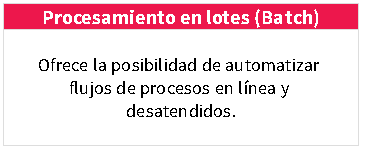 Procesamiento en lotes (Batch)
Ofrece la posibilidad de automatizar
flujos de procesos en línea y
desatendidos.